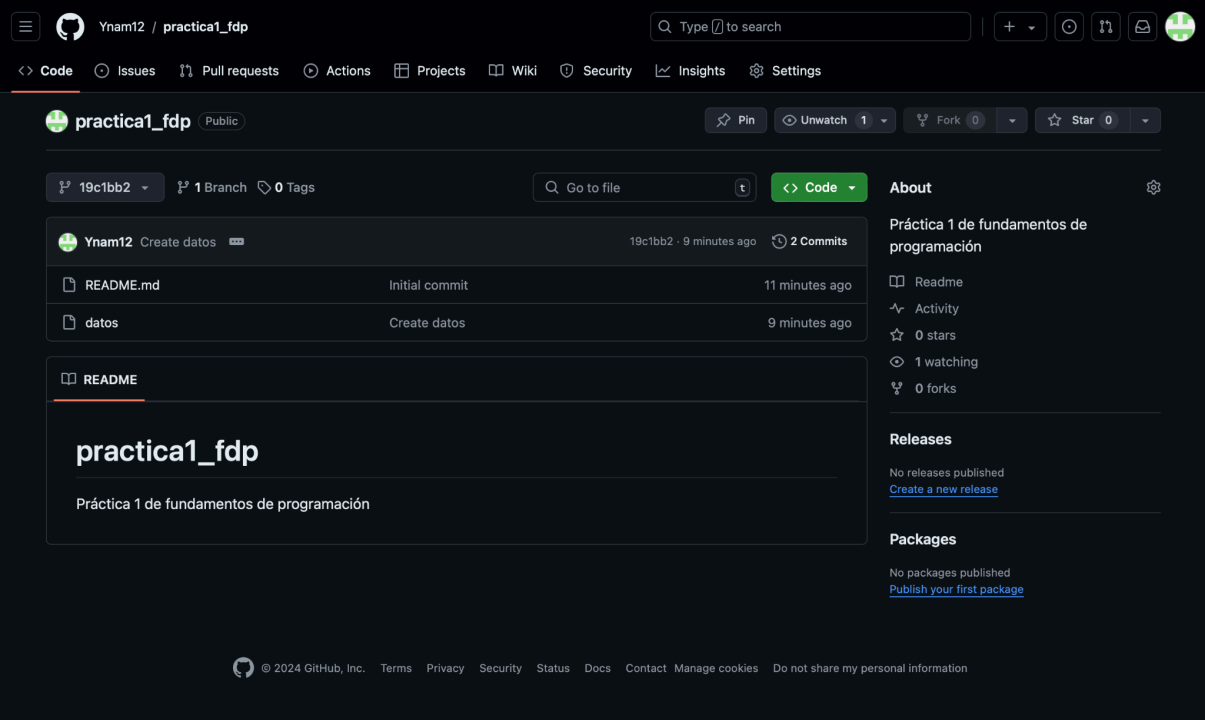 Ynam12 / practica1_fdp
Type / to search
Code Issues Pull requests Actions Projects Wiki Security Insights Settings
practica1_fdp Public
Pin Unwatch 1 Fork 0 Star 0
19c1bb2 1 Branch 0 Tags
Go to file t
Code
Ynam12 Create datos
19c1bb2 · 9 minutes ago 2 Commits
README.md Initial commit 11 minutes ago
datos Create datos 9 minutes ago
README
practica1_fdp
Práctica 1 de fundamentos de programación
About
Práctica 1 de fundamentos de
programación
Readme
Activity
0 stars
1 watching
0 forks
Releases
No releases published
Create a new release
Packages
No packages published
Publish your first package
© 2024 GitHub, Inc. Terms Privacy Security Status Docs Contact Manage cookies Do not share my personal information